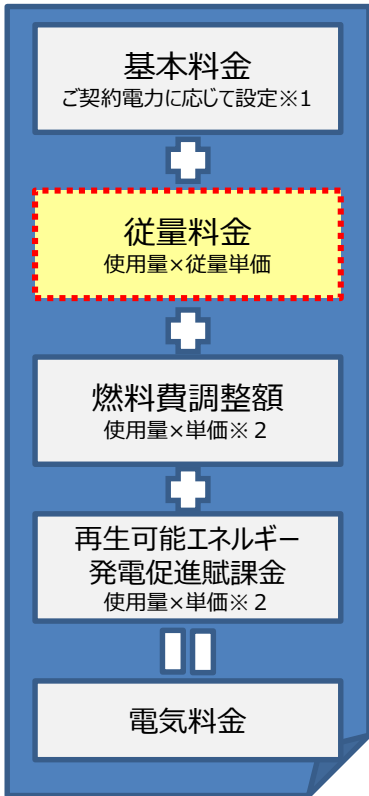 基本料金
ご契約電力に応じて設定※1
従量料金
使用量×従量単価
燃料費調整額
使用量×単価※２
再生可能エネルギー
発電促進賦課金
使用量×単価※２
電気料金